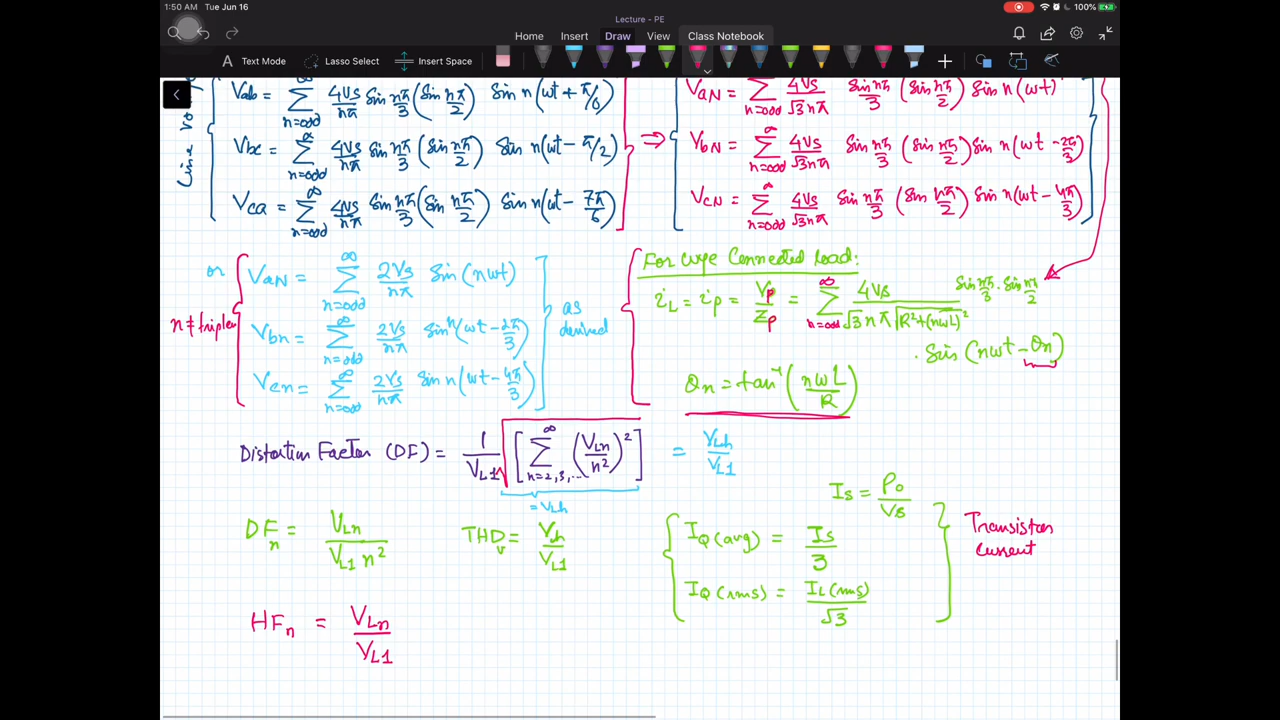 1:50 AM Tue Jun 16
100%
Lecture - PE
Home Insert Draw View Class Notebook
Text Mode Lasso Select Insert Space
Vab = ∑ n=odd ∞ 4Vs/nπ Sin nπ/3 (Sin nπ/2) Sin n(ωt + π/6)
VaN = ∑ n=odd 4Vs/√3nπ Sin nπ/3 (Sin nπ/2) Sin n(ωt)
Vbc = ∑ n=odd ∞ 4Vs/nπ Sin nπ/3 (Sin nπ/2) Sin n(ωt - π/2) ⇒
VbN = ∑ n=odd ∞ 4Vs/√3nπ Sin nπ/3 (Sin nπ/2) Sin n(ωt - 2π/3)
Vca = ∑ n=odd ∞ 4Vs/nπ Sin nπ/3 (Sin nπ/2) Sin n(ωt - 7π/6)
VcN = ∑ n=odd ∞ 4Vs/√3nπ Sin nπ/3 (Sin nπ/2) Sin n(ωt - 4π/3)
or VaN = ∑ n=odd ∞ 2Vs/nπ Sin (nωt)
n ≠ triplen
Vbn = ∑ n=odd ∞ 2Vs/nπ Sin n(ωt - 2π/3)
Vcn = ∑ n=odd ∞ 2Vs/nπ Sin n(ωt - 4π/3)
as derived
For wye Connected load:
iL = ip = Vp/Zp = ∑ n=odd ∞ 4Vs/√3nπ√R²+(nωL)² Sin nπ/3 . Sin nπ/2
. Sin (nωt - θn)
θn = tan⁻¹ (nωL/R)
Distortion Factor (DF) = 1/VL1 √[∑ n=2,3,... ∞ (VLn/n²)²] = VLh/VL1
= VLh
DFn = VLn/VL1 n²
THDv = Vh/VL1
HFn = VLn/VL1
Is = Po/Vs
IQ(avg) = Is/3
IQ(rms) = IL(rms)/√3
Transistor current